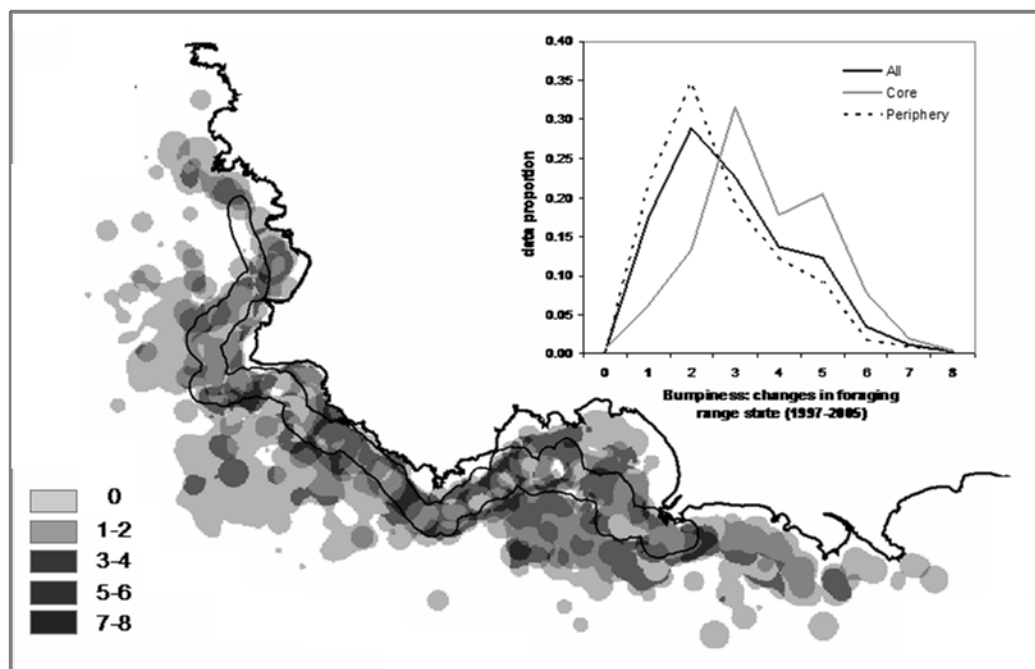 0.40
0.35
0.30
0.25
0.20
0.15
0.10
0.05
0.00
data proportion
All
Core
Periphery
0 1 2 3 4 5 6 7 8
Bumpiness: changes in foraging
range state (1997-2005)
0
1-2
3-4
5-6
7-8